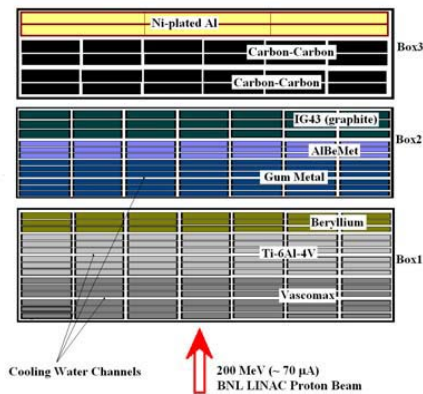 Ni-plated Al
Carbon-Carbon
Carbon-Carbon
Box3
IG43 (graphite)
AlBeMet
Gum Metal
Box2
Beryllium
Ti-6Al-4V
Vascomax
Box1
Cooling Water Channels
200 MeV (~ 70 µA)
BNL LINAC Proton Beam